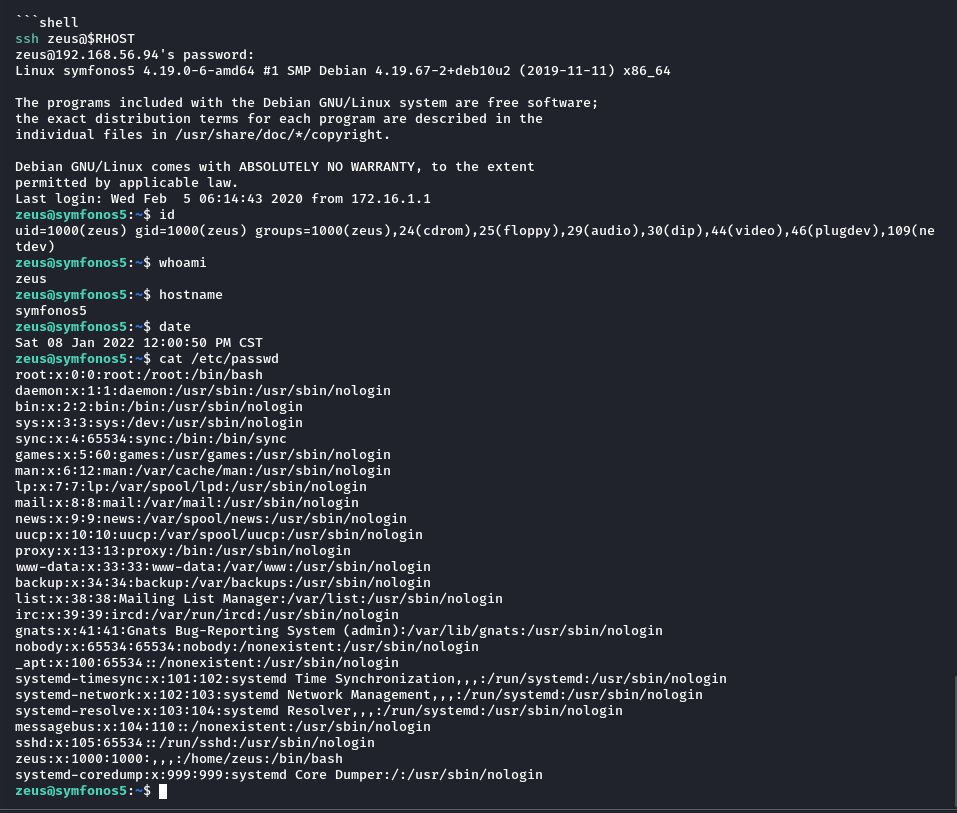 ```shell
ssh zeus@$RHOST
zeus@192.168.56.94's password:
Linux symfonos5 4.19.0-6-amd64 #1 SMP Debian 4.19.67-2+deb10u2 (2019-11-11) x86_64

The programs included with the Debian GNU/Linux system are free software;
the exact distribution terms for each program are described in the
individual files in /usr/share/doc/*/copyright.

Debian GNU/Linux comes with ABSOLUTELY NO WARRANTY, to the extent
permitted by applicable law.
Last login: Wed Feb  5 06:14:43 2020 from 172.16.1.1
zeus@symfonos5:~$ id
uid=1000(zeus) gid=1000(zeus) groups=1000(zeus),24(cdrom),25(floppy),29(audio),30(dip),44(video),46(plugdev),109(ne
tdev)
zeus@symfonos5:~$ whoami
zeus
zeus@symfonos5:~$ hostname
symfonos5
zeus@symfonos5:~$ date
Sat 08 Jan 2022 12:00:50 PM CST
zeus@symfonos5:~$ cat /etc/passwd
root:x:0:0:root:/root:/bin/bash
daemon:x:1:1:daemon:/usr/sbin:/usr/sbin/nologin
bin:x:2:2:bin:/bin:/usr/sbin/nologin
sys:x:3:3:sys:/dev:/usr/sbin/nologin
sync:x:4:65534:sync:/bin:/bin/sync
games:x:5:60:games:/usr/games:/usr/sbin/nologin
man:x:6:12:man:/var/cache/man:/usr/sbin/nologin
lp:x:7:7:lp:/var/spool/lpd:/usr/sbin/nologin
mail:x:8:8:mail:/var/mail:/usr/sbin/nologin
news:x:9:9:news:/var/spool/news:/usr/sbin/nologin
uucp:x:10:10:uucp:/var/spool/uucp:/usr/sbin/nologin
proxy:x:13:13:proxy:/bin:/usr/sbin/nologin
www-data:x:33:33:www-data:/var/www:/usr/sbin/nologin
backup:x:34:34:backup:/var/backups:/usr/sbin/nologin
list:x:38:38:Mailing List Manager:/var/list:/usr/sbin/nologin
irc:x:39:39:ircd:/var/run/ircd:/usr/sbin/nologin
gnats:x:41:41:Gnats Bug-Reporting System (admin):/var/lib/gnats:/usr/sbin/nologin
nobody:x:65534:65534:nobody:/nonexistent:/usr/sbin/nologin
_apt:x:100:65534::/nonexistent:/usr/sbin/nologin
systemd-timesync:x:101:102:systemd Time Synchronization,,,:/run/systemd:/usr/sbin/nologin
systemd-network:x:102:103:systemd Network Management,,,:/run/systemd:/usr/sbin/nologin
systemd-resolve:x:103:104:systemd Resolver,,,:/run/systemd:/usr/sbin/nologin
messagebus:x:104:110::/nonexistent:/usr/sbin/nologin
sshd:x:105:65534::/run/sshd:/usr/sbin/nologin
zeus:x:1000:1000:,,,:/home/zeus:/bin/bash
systemd-coredump:x:999:999:systemd Core Dumper:/:/usr/sbin/nologin
zeus@symfonos5:~$